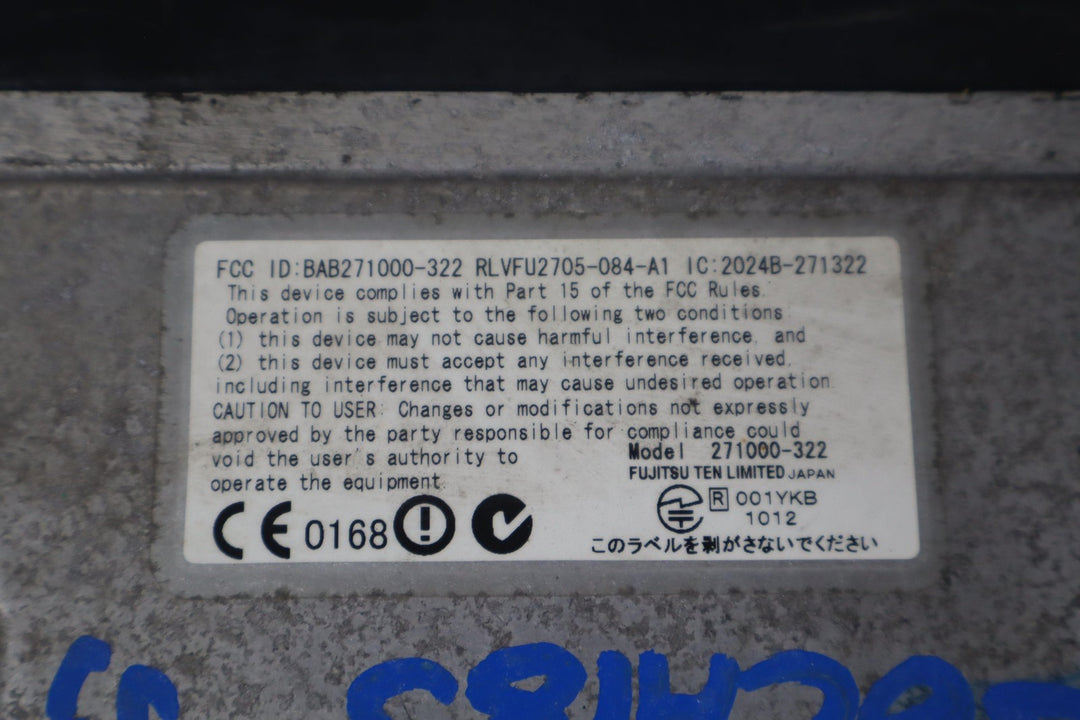 FCC ID:BAB271000-322 RLVFU2705-084-A1 IC:2024B-271322
This device complies with Part 15 of the FCC Rules.
Operation is subject to the following two conditions
(1) this device may not cause harmful interference, and
(2) this device must accept any interference received,
including interference that may cause undesired operation.
CAUTION TO USER: Changes or modifications not expressly
approved by the party responsible for compliance could
void the user's authority to
operate the equipment.
Model 271000-322
FUJITSU TEN LIMITED JAPAN
CE 0168
R 001YKB
1012
このラベルを剥がさないでください